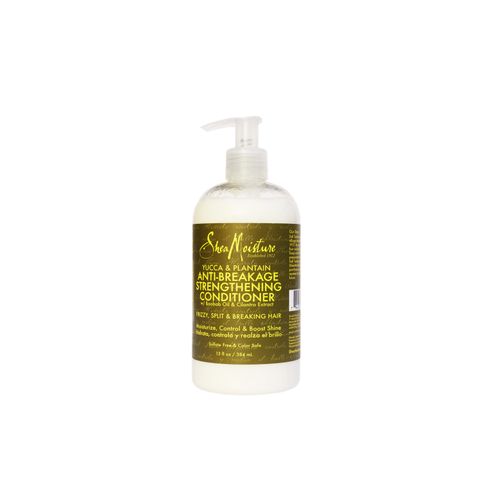 SheaMoisture
Established 1912
YUCCA & PLANTAIN
ANTI-BREAKAGE
STRENGTHENING
CONDITIONER
w/ Baobab Oil & Cilantro Extract
FRIZZY, SPLIT & BREAKING HAIR
Moisturize, Control & Boost Shine
Hidrata, controla y realza el brillo
Sulfate Free & Color Safe
13 fl oz / 384 mL